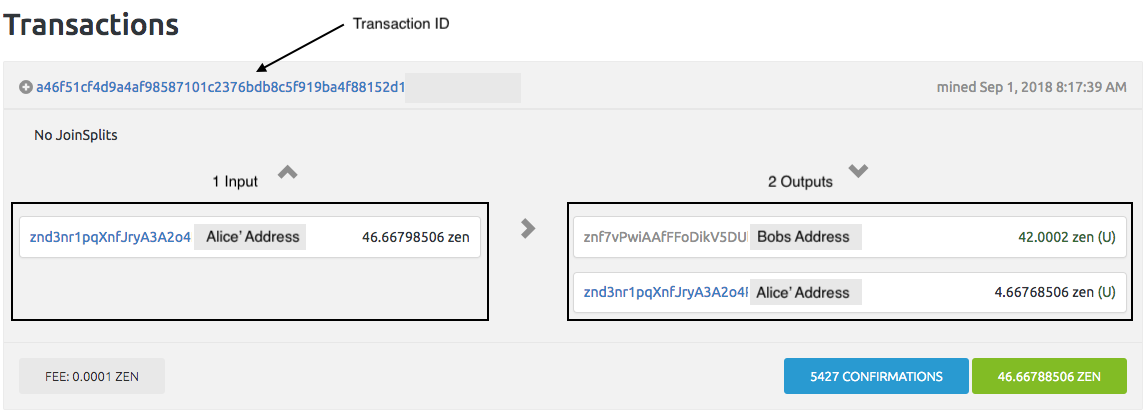 Transactions
Transaction ID
a46f51cf4d9a4af98587101c2376bdb8c5f919ba4f88152d1
mined Sep 1, 2018 8:17:39 AM
No JoinSplits
1 Input
2 Outputs
znd3nr1pqXnfJryA3A2o4 Alice' Address 46.66798506 zen
znf7vPwiAAfFFoDikV5DU Bobs Address 42.0002 zen (U)
znd3nr1pqXnfJryA3A2o4F Alice' Address 4.66768506 zen (U)
FEE: 0.0001 ZEN
5427 CONFIRMATIONS
46.66788506 ZEN